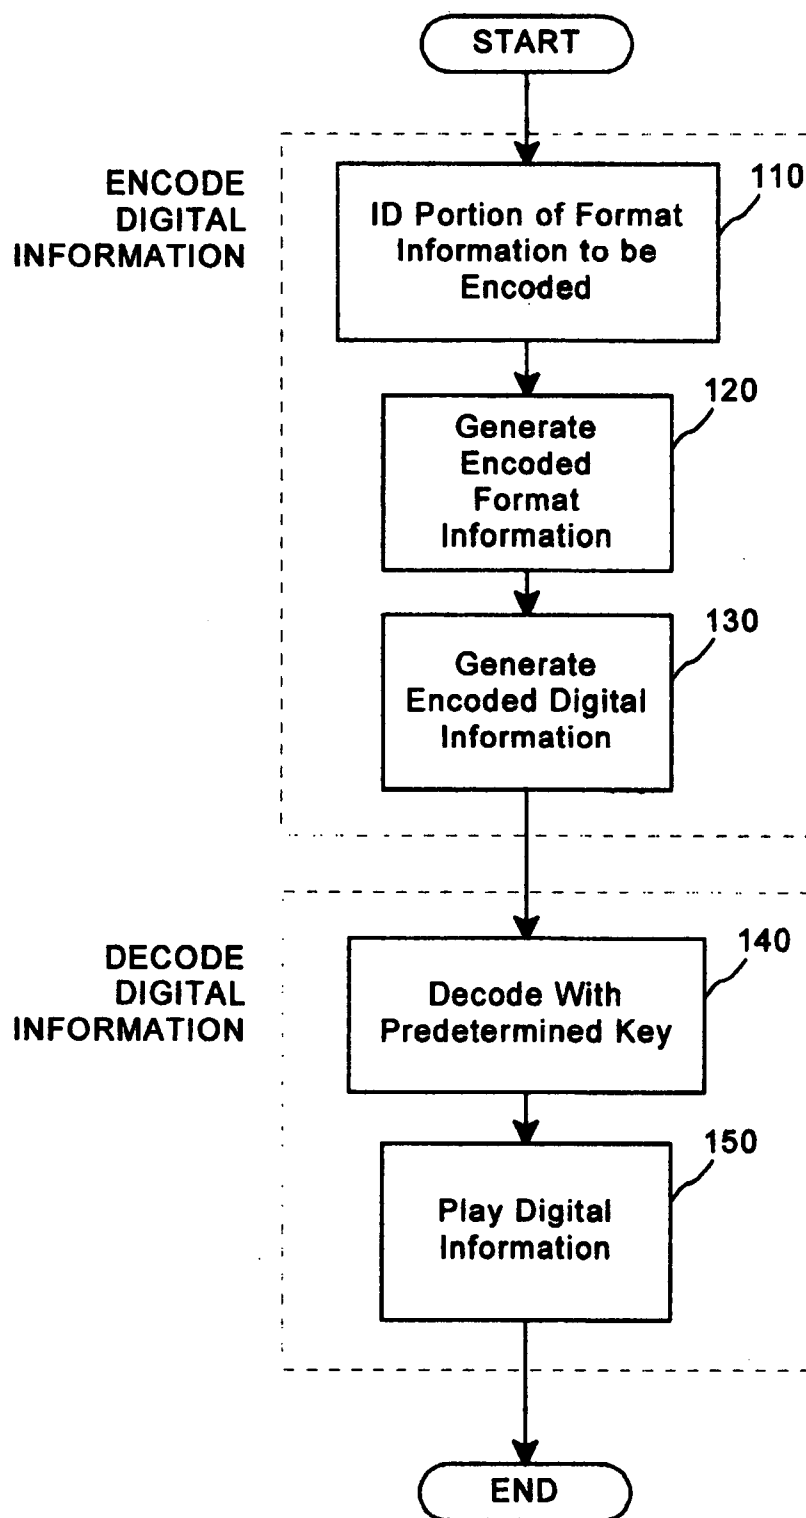 START
ENCODE
DIGITAL
INFORMATION
110
ID Portion of Format
Information to be
Encoded
120
Generate
Encoded
Format
Information
130
Generate
Encoded Digital
Information
DECODE
DIGITAL
INFORMATION
140
Decode With
Predetermined Key
150
Play Digital
Information
END